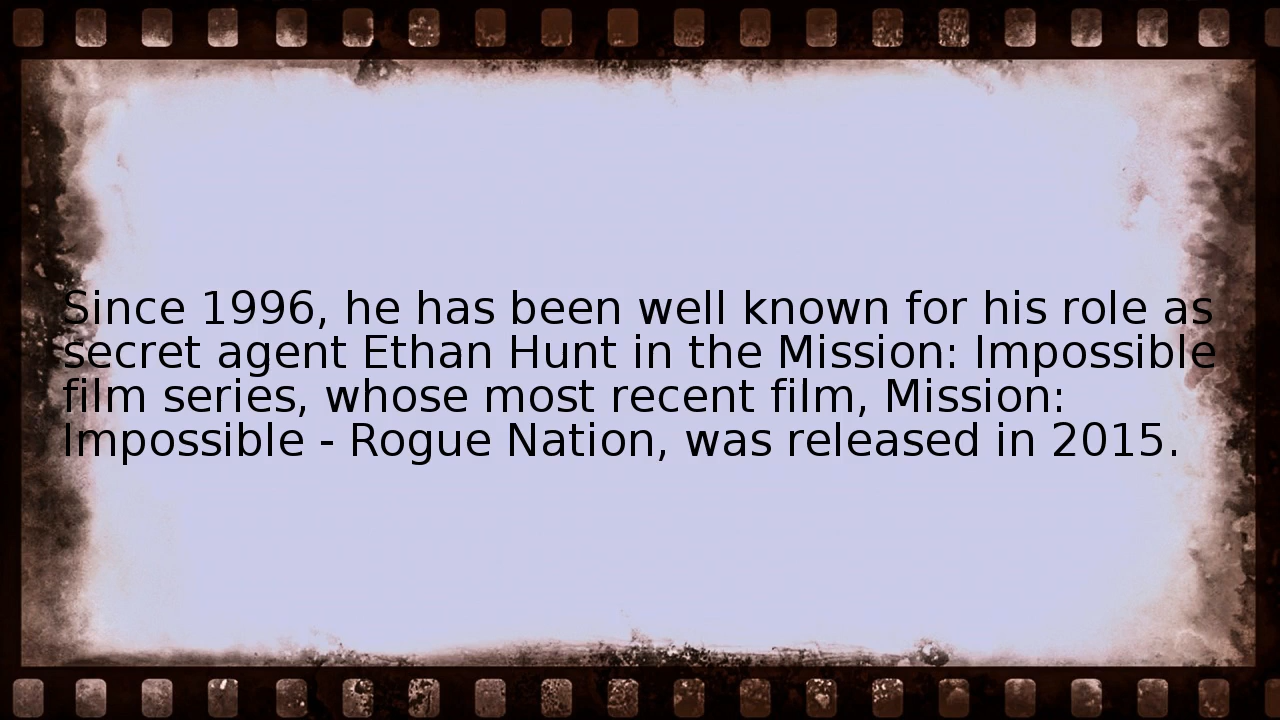 Since 1996, he has been well known for his role as
secret agent Ethan Hunt in the Mission: Impossible
film series, whose most recent film, Mission:
Impossible - Rogue Nation, was released in 2015.